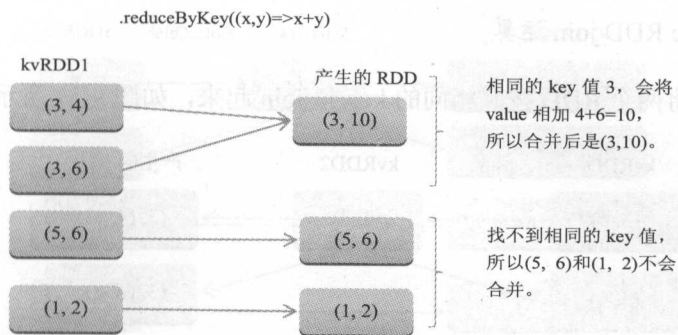 .reduceByKey((x,y)=>x+y)
kvRDD1
产生的 RDD
(3, 4)
(3, 6)
(5, 6)
(1, 2)
(3, 10)
(5, 6)
(1, 2)
相同的 key 值 3，会将
value 相加 4+6=10，
所以合并后是(3,10)。
找不到相同的 key 值，
所以(5, 6)和(1, 2)不会
合并。